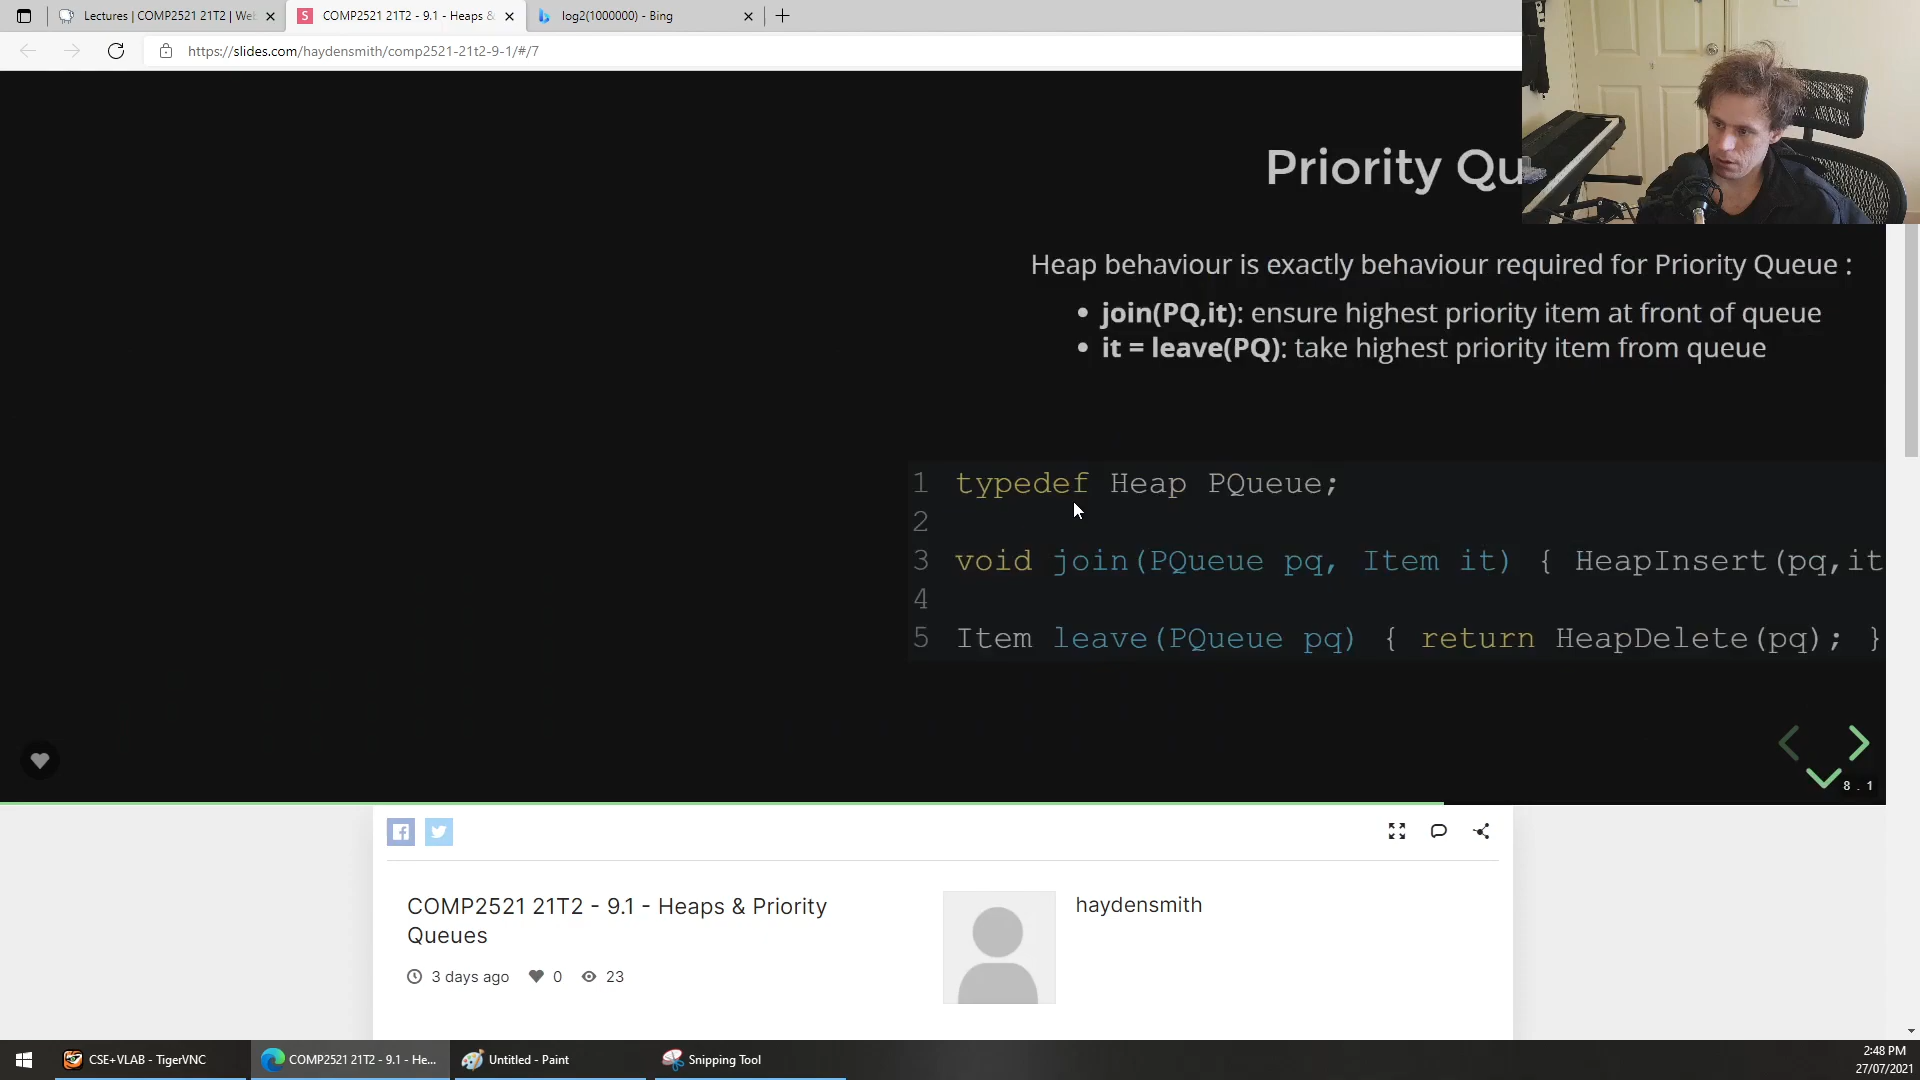 Lectures | COMP2521 21T2 | We
COMP2521 21T2 - 9.1 - Heaps &
log2(1000000) - Bing
https://slides.com/haydensmith/comp2521-21t2-9-1/#/7
Priority Qu
Heap behaviour is exactly behaviour required for Priority Queue :
• join(PQ,it): ensure highest priority item at front of queue
• it = leave(PQ): take highest priority item from queue
1 typedef Heap PQueue;
2
3 void join(PQueue pq, Item it) { HeapInsert(pq,it
4
5 Item leave(PQueue pq) { return HeapDelete(pq); }
8.1
COMP2521 21T2 - 9.1 - Heaps & Priority
Queues
haydensmith
3 days ago 0 23
CSE+VLAB - TigerVNC
COMP2521 21T2 - 9.1 - He...
Untitled - Paint
Snipping Tool
2:48 PM
27/07/2021